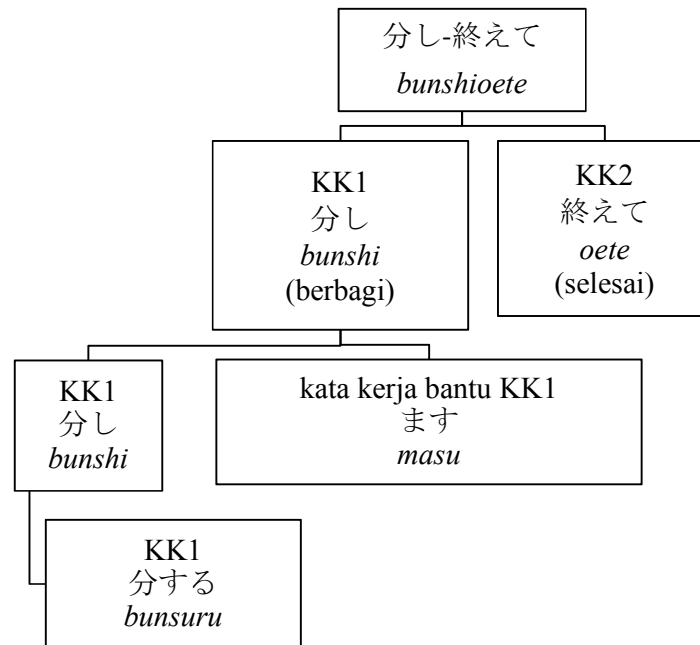 分し-終えて
bunshioete
KK1
分し
bunshi
(berbagi)
KK2
終えて
oete
(selesai)
KK1
分し
bunshi
kata kerja bantu KK1
ます
masu
KK1
分する
bunsuru